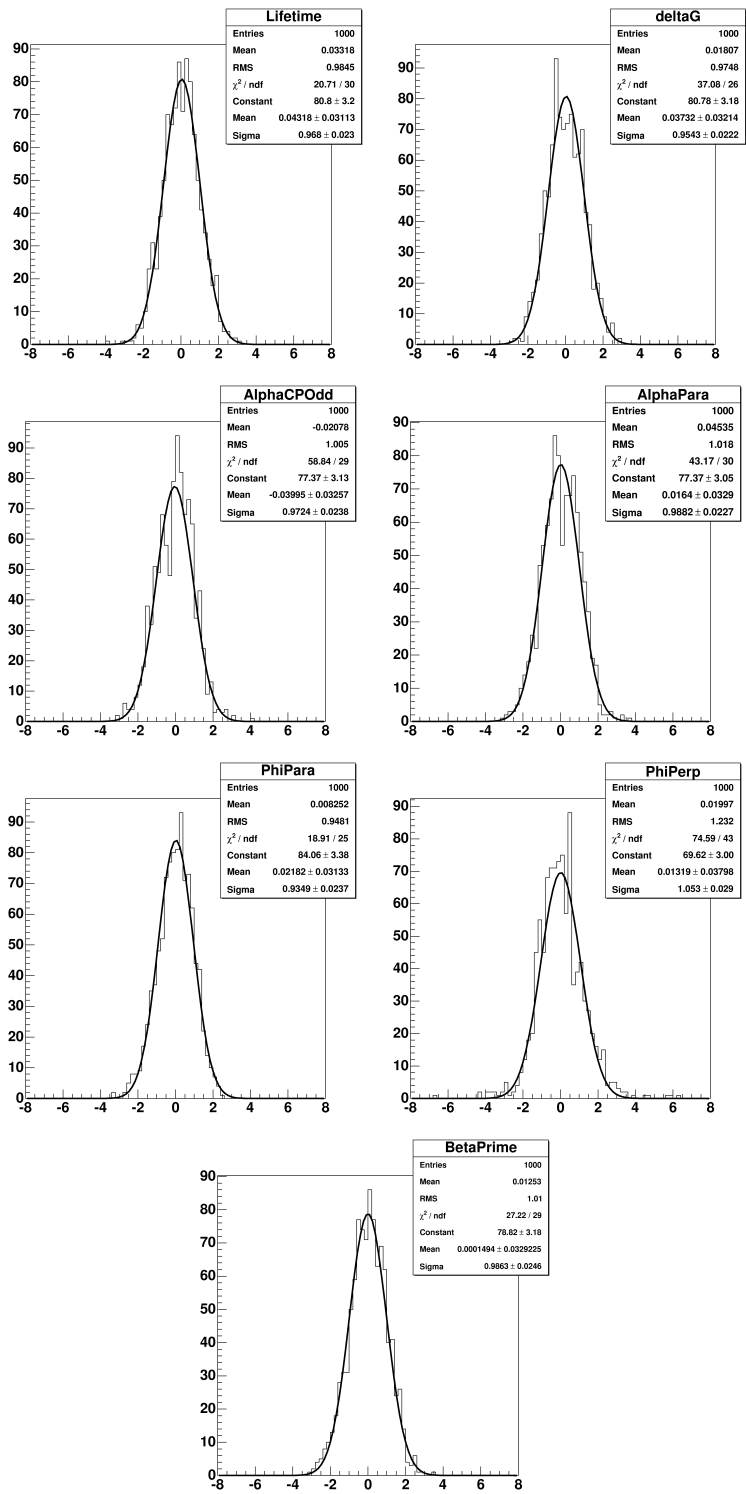 Lifetime
Entries 1000
Mean 0.03318
RMS 0.9845
χ² / ndf 20.71 / 30
Constant 80.8 ± 3.2
Mean 0.04318 ± 0.03113
Sigma 0.968 ± 0.023
90
80
70
60
50
40
30
20
10
0
-8 -6 -4 -2 0 2 4 6 8
deltaG
Entries 1000
Mean 0.01807
RMS 0.9748
χ² / ndf 37.08 / 26
Constant 80.78 ± 3.18
Mean 0.03732 ± 0.03214
Sigma 0.9543 ± 0.0222
90
80
70
60
50
40
30
20
10
0
-8 -6 -4 -2 0 2 4 6 8
AlphaCPOdd
Entries 1000
Mean -0.02078
RMS 1.005
χ² / ndf 58.84 / 29
Constant 77.37 ± 3.13
Mean -0.03995 ± 0.03257
Sigma 0.9724 ± 0.0238
90
80
70
60
50
40
30
20
10
0
-8 -6 -4 -2 0 2 4 6 8
AlphaPara
Entries 1000
Mean 0.04535
RMS 1.018
χ² / ndf 43.17 / 30
Constant 77.37 ± 3.05
Mean 0.0164 ± 0.0329
Sigma 0.9882 ± 0.0227
90
80
70
60
50
40
30
20
10
0
-8 -6 -4 -2 0 2 4 6 8
PhiPara
Entries 1000
Mean 0.008252
RMS 0.9481
χ² / ndf 18.91 / 25
Constant 84.06 ± 3.38
Mean 0.02182 ± 0.03133
Sigma 0.9349 ± 0.0237
90
80
70
60
50
40
30
20
10
0
-8 -6 -4 -2 0 2 4 6 8
PhiPerp
Entries 1000
Mean 0.01997
RMS 1.232
χ² / ndf 74.59 / 43
Constant 69.62 ± 3.00
Mean 0.01319 ± 0.03798
Sigma 1.053 ± 0.029
90
80
70
60
50
40
30
20
10
0
-8 -6 -4 -2 0 2 4 6 8
BetaPrime
Entries 1000
Mean 0.01253
RMS 1.01
χ² / ndf 27.22 / 29
Constant 78.82 ± 3.18
Mean 0.0001494 ± 0.0329225
Sigma 0.9863 ± 0.0246
90
80
70
60
50
40
30
20
10
0
-8 -6 -4 -2 0 2 4 6 8